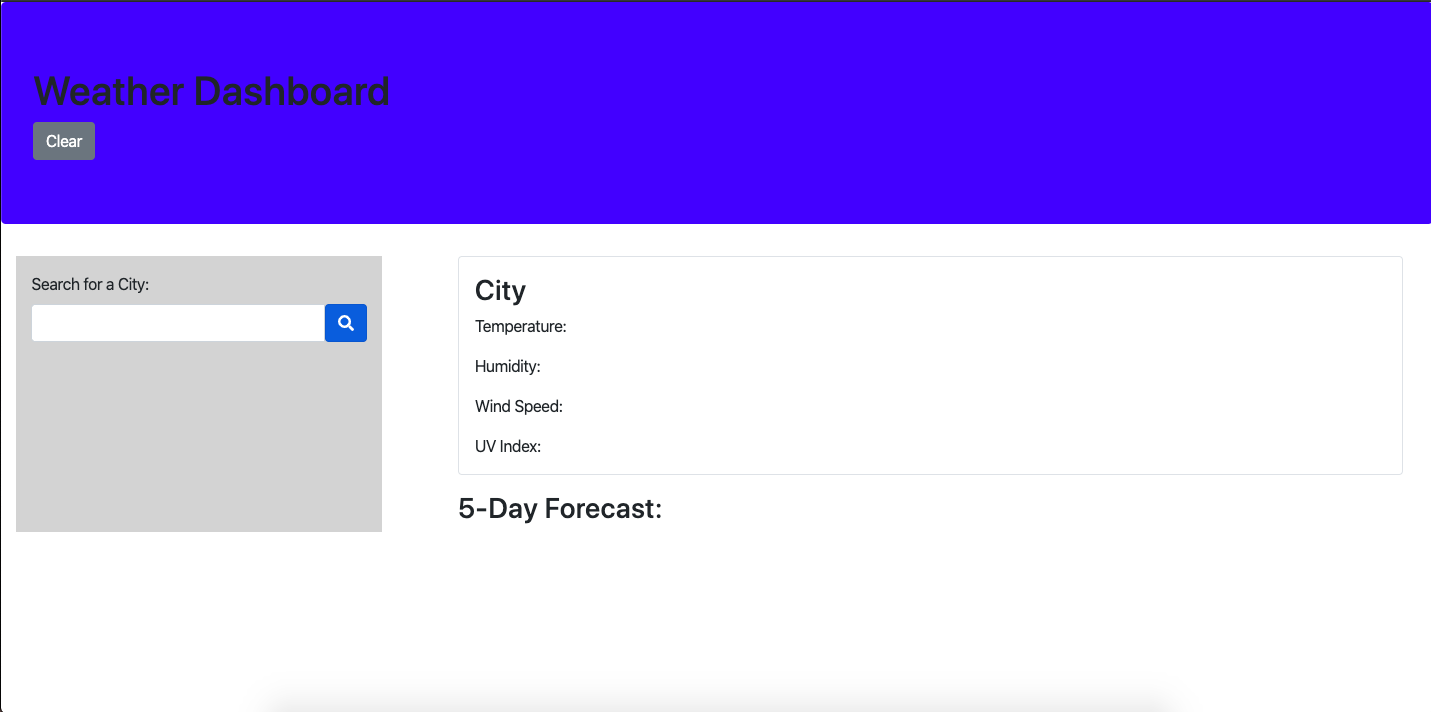 Weather Dashboard
Clear
Search for a City:
City
Temperature:
Humidity:
Wind Speed:
UV Index:
5-Day Forecast: